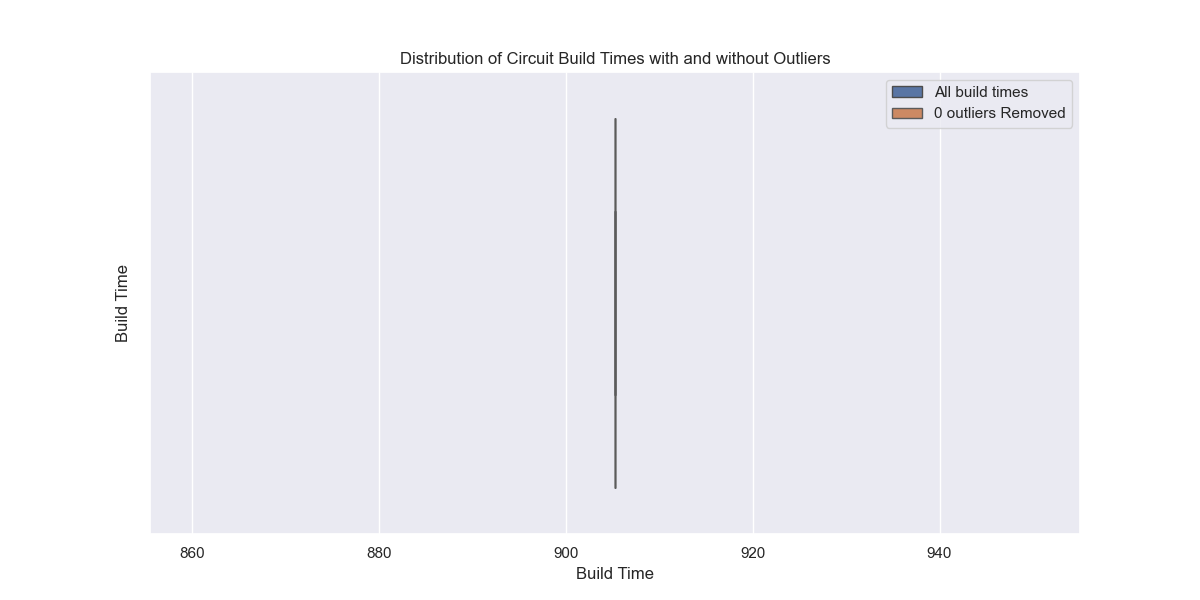 Distribution of Circuit Build Times with and without Outliers
All build times
0 outliers Removed
Build Time
860
880
900
920
940
Build Time